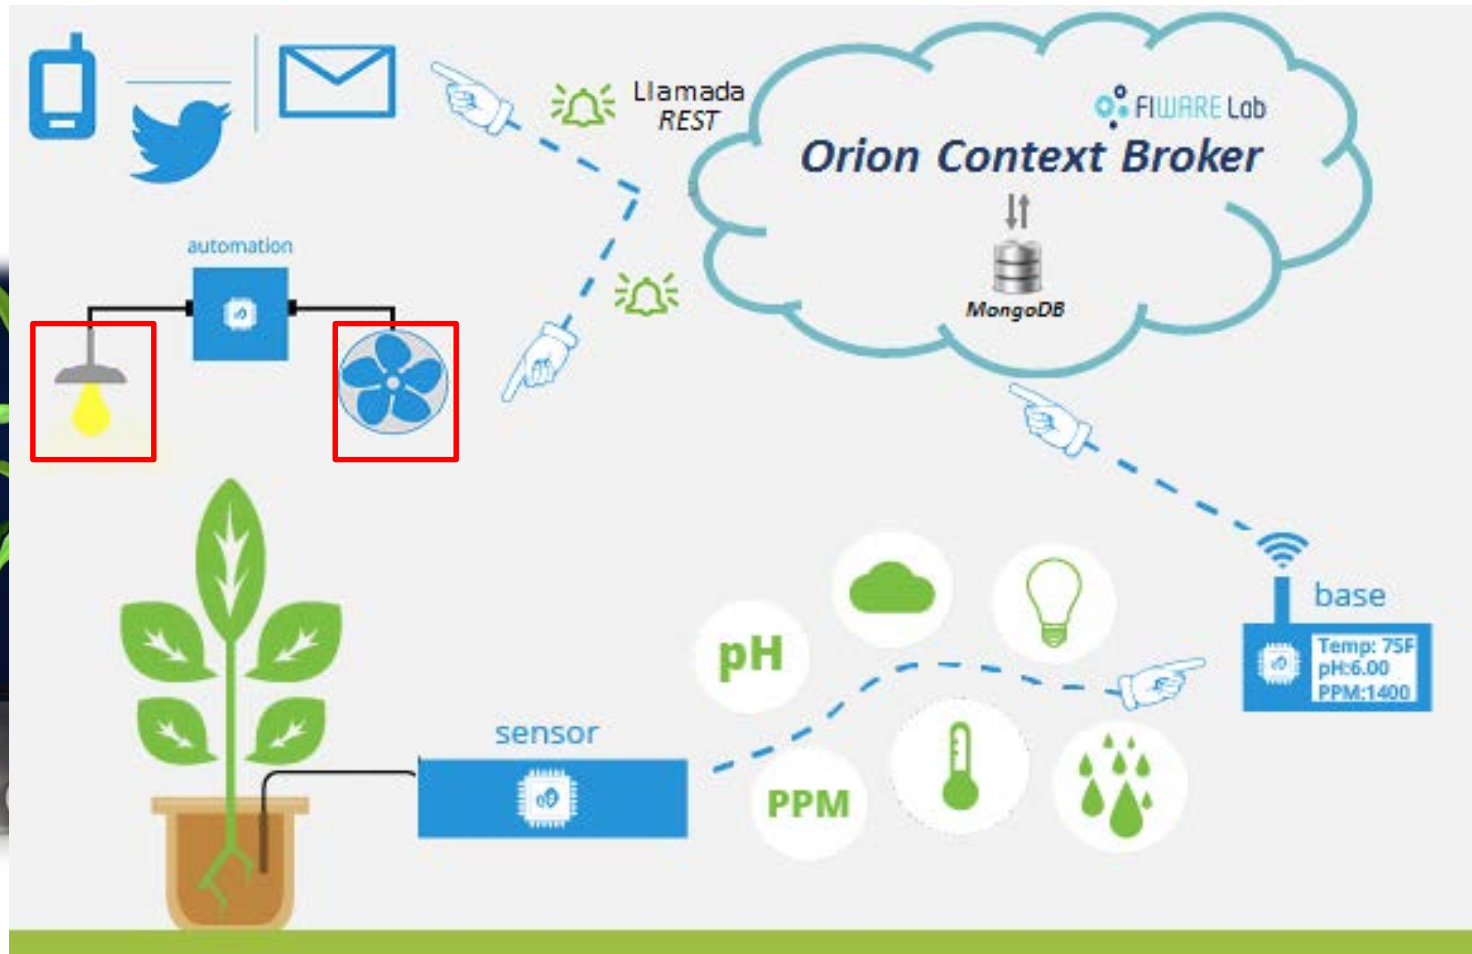 Llamada
REST
FIWARE Lab
Orion Context Broker
MongoDB
automation
base
Temp: 75F
pH:6.00
PPM:1400
pH
sensor
PPM